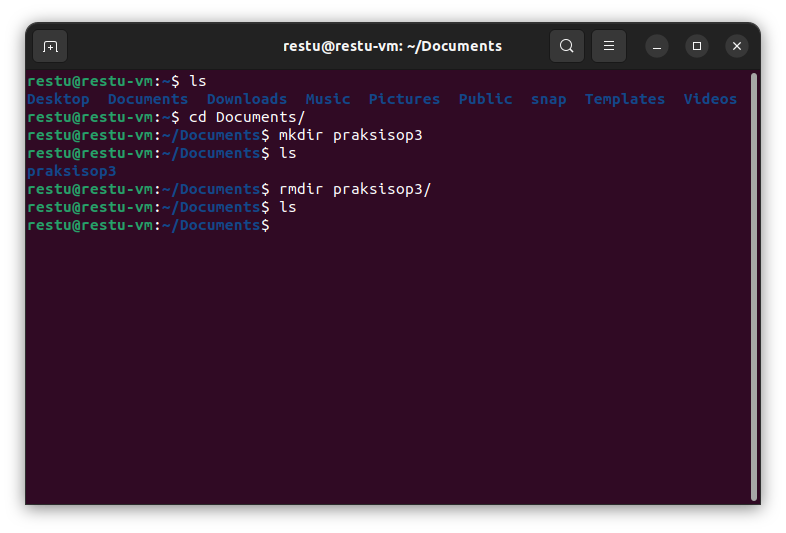 restu@restu-vm: ~/Documents
restu@restu-vm:~$ ls
Desktop  Documents  Downloads  Music  Pictures  Public  snap  Templates  Videos
restu@restu-vm:~$ cd Documents/
restu@restu-vm:~/Documents$ mkdir praksisop3
restu@restu-vm:~/Documents$ ls
praksisop3
restu@restu-vm:~/Documents$ rmdir praksisop3/
restu@restu-vm:~/Documents$ ls
restu@restu-vm:~/Documents$